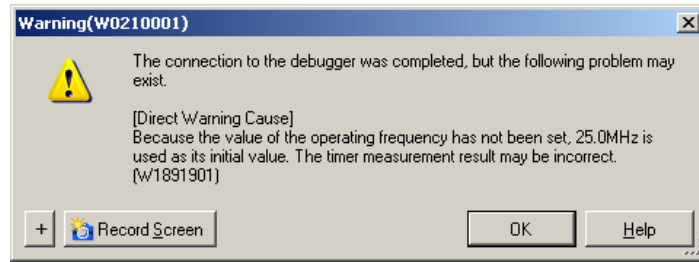 Warning(W0210001)
The connection to the debugger was completed, but the following problem may
exist.
[Direct Warning Cause]
Because the value of the operating frequency has not been set, 25.0MHz is
used as its initial value. The timer measurement result may be incorrect.
(W1891901)
+ Record Screen OK Help